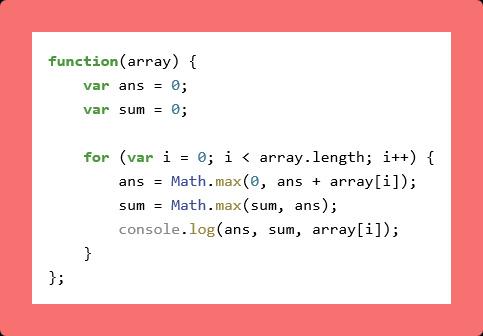 function(array) {
    var ans = 0;
    var sum = 0;

    for (var i = 0; i < array.length; i++) {
        ans = Math.max(0, ans + array[i]);
        sum = Math.max(sum, ans);
        console.log(ans, sum, array[i]);
    }
};